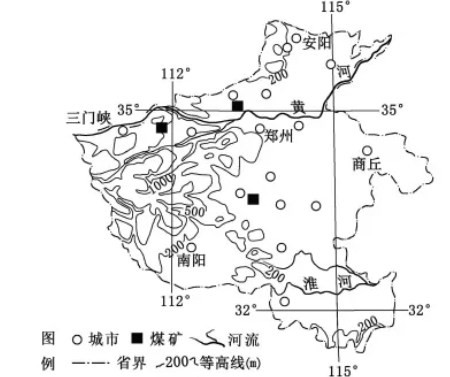 115°
安阳
200
河
112°
三门峡
35°
黄
35°
郑州
商丘
1000
500
200
南阳
200
淮 河
112°
32°
32°
200
115°
图 ○城市 ■煤矿 河流
例 省界 200 等高线(m)